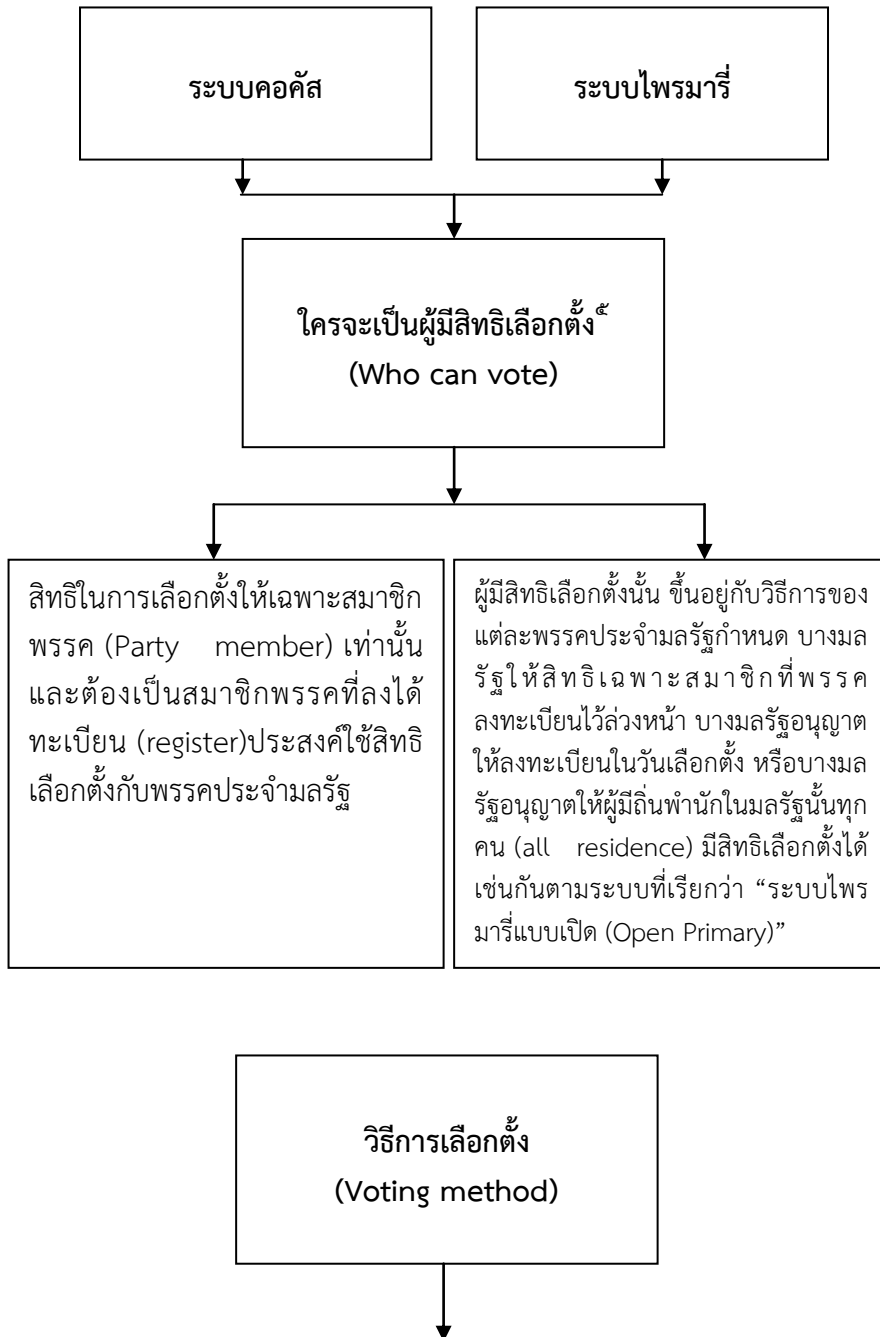 ระบบคอคัส
ระบบไพรมารี่
ใครจะเป็นผู้มีสิทธิเลือกตั้ง๕
(Who can vote)
สิทธิในการเลือกตั้งให้เฉพาะสมาชิก
พรรค (Party member) เท่านั้น
และต้องเป็นสมาชิกพรรคที่ลงได้
ทะเบียน (register)ประสงค์ใช้สิทธิ
เลือกตั้งกับพรรคประจำมลรัฐ
ผู้มีสิทธิเลือกตั้งนั้น ขึ้นอยู่กับวิธีการของ
แต่ละพรรคประจำมลรัฐกำหนด บางมล
รัฐให้สิทธิเฉพาะสมาชิกที่พรรค
ลงทะเบียนไว้ล่วงหน้า บางมลรัฐอนุญาต
ให้ลงทะเบียนในวันเลือกตั้ง หรือบางมล
รัฐอนุญาตให้ผู้มีถิ่นพำนักในมลรัฐนั้นทุก
คน (all residence) มีสิทธิเลือกตั้งได้
เช่นกันตามระบบที่เรียกว่า “ระบบไพร
มารี่แบบเปิด (Open Primary)”
วิธีการเลือกตั้ง
(Voting method)